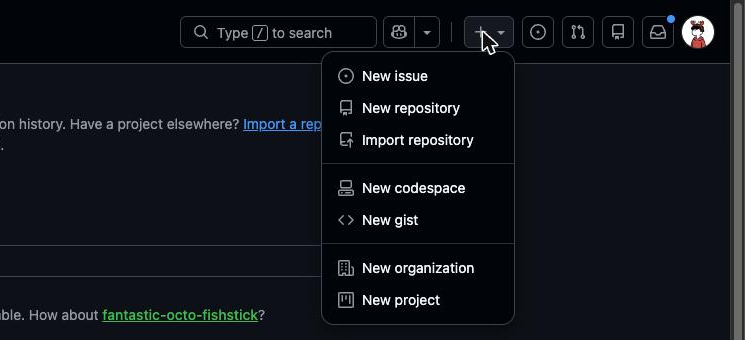 Type / to search
New issue
New repository
on history. Have a project elsewhere? Import a rep
.
Import repository
New codespace
New gist
New organization
New project
ble. How about fantastic-octo-fishstick?